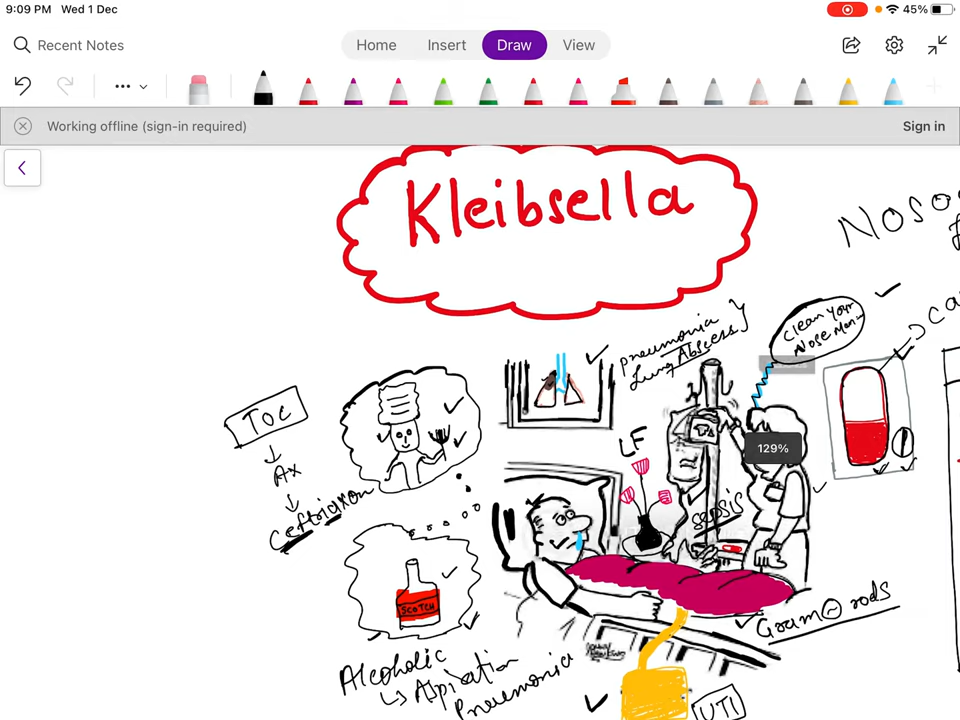 9:09 PM Wed 1 Dec
45%
Recent Notes
Home
Insert
Draw
View
Working offline (sign-in required)
Sign in
Kleibsella
Noso
Clean your
Nose Man
Ca
pneumonia
Lung Abscess
129%
LF
sepsis
TOC
Ax
Ceftriaxon
SCOTCH
Gram ⊖ rods
Alcoholic
↳ Aspiration
Pneumonia
UTI